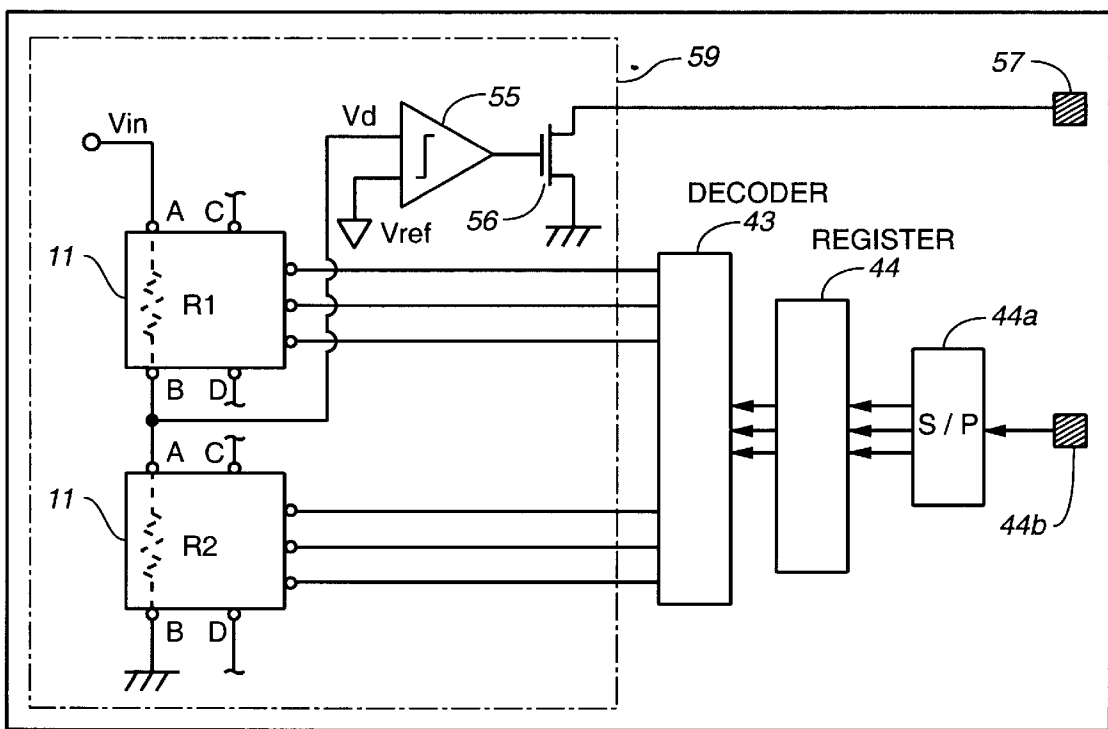 59
57
55
Vin
Vd
A
C
Vref
56
DECODER
43
REGISTER
44
11
R1
44a
B
D
S / P
A
C
11
R2
44b
B
D